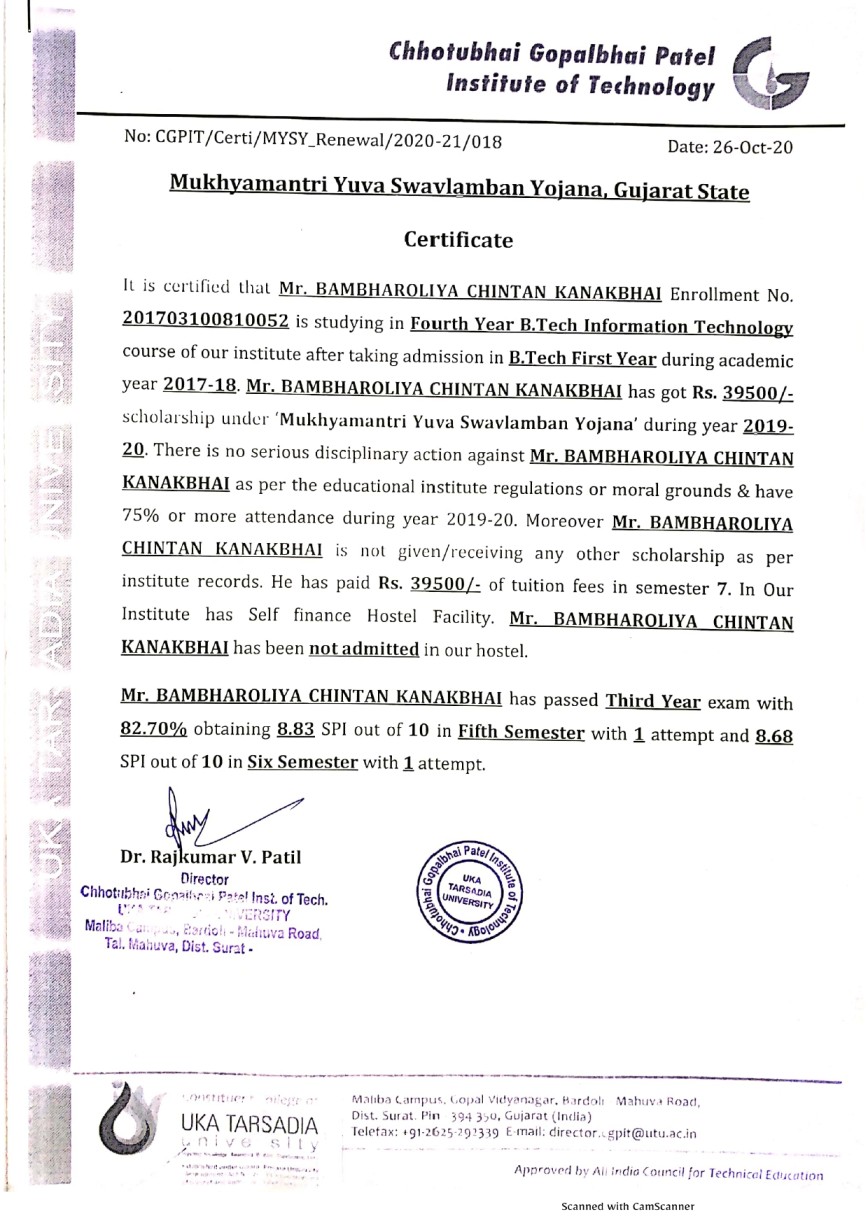 Chhotubhai Gopalbhai Patel
Institute of Technology
No: CGPIT/Certi/MYSY_Renewal/2020-21/018
Date: 26-Oct-20
Mukhyamantri Yuva Swavlamban Yojana, Gujarat State
Certificate
It is certified that Mr. BAMBHAROLIYA CHINTAN KANAKBHAI Enrollment No.
201703100810052 is studying in Fourth Year B.Tech Information Technology
course of our institute after taking admission in B.Tech First Year during academic
year 2017-18. Mr. BAMBHAROLIYA CHINTAN KANAKBHAI has got Rs. 39500/-
scholarship under 'Mukhyamantri Yuva Swavlamban Yojana' during year 2019-
20. There is no serious disciplinary action against Mr. BAMBHAROLIYA CHINTAN
KANAKBHAI as per the educational institute regulations or moral grounds & have
75% or more attendance during year 2019-20. Moreover Mr. BAMBHAROLIYA
CHINTAN KANAKBHAI is not given/receiving any other scholarship as per
institute records. He has paid Rs. 39500/- of tuition fees in semester 7. In Our
Institute has Self finance Hostel Facility. Mr. BAMBHAROLIYA CHINTAN
KANAKBHAI has been not admitted in our hostel.
Mr. BAMBHAROLIYA CHINTAN KANAKBHAI has passed Third Year exam with
82.70% obtaining 8.83 SPI out of 10 in Fifth Semester with 1 attempt and 8.68
SPI out of 10 in Six Semester with 1 attempt.
Dr. Rajkumar V. Patil
Director
Chhotubhai Gopalbhai Patel Inst. of Tech.
UNIVERSITY
Maliba Campus, Bardoli - Mahuva Road,
Tal. Mahuva, Dist. Surat -
Chhotubhai Gopalbhai Patel Institute of Technology
UKA
TARSADIA
UNIVERSITY
UKA TARSADIA UNIVERSITY
constituent college of
UKA TARSADIA
university
Maliba Campus, Gopal Vidyanagar, Bardoli Mahuva Road,
Dist. Surat. Pin 394 350, Gujarat (India)
Telefax: +91-2625-292339 E-mail: director.cgpit@utu.ac.in
Approved by All India Council for Technical Education
Scanned with CamScanner